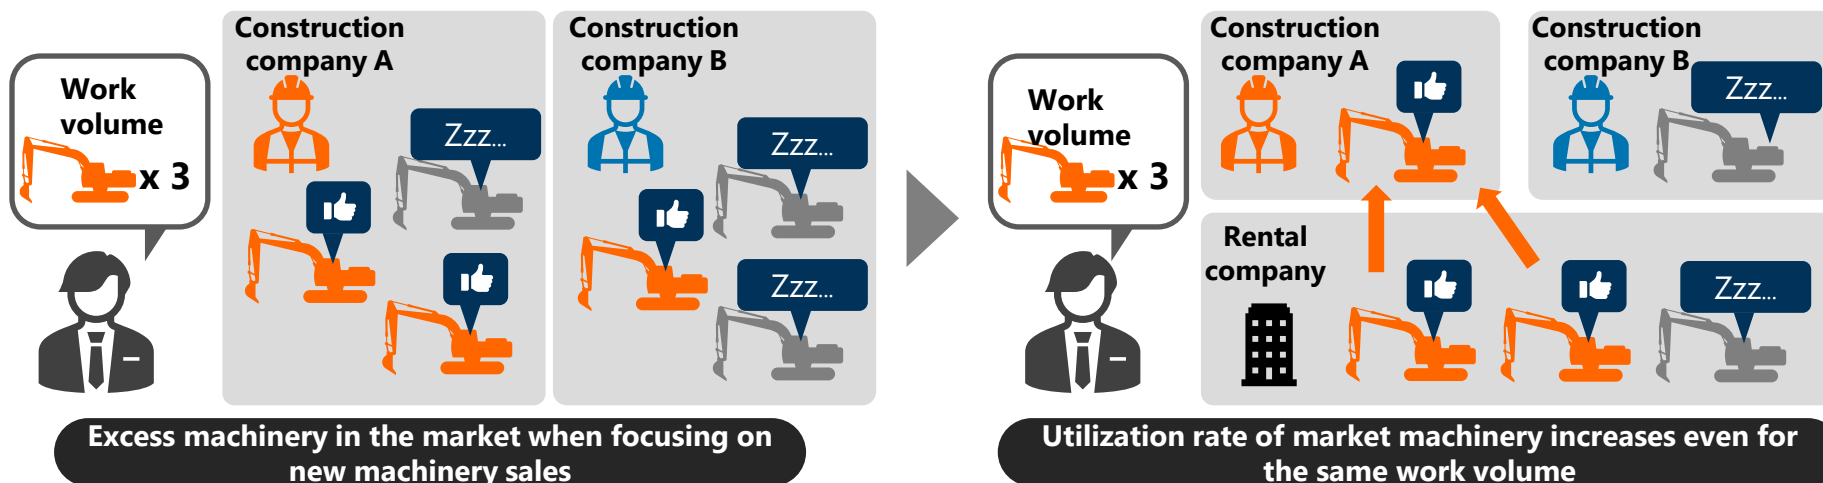 Construction
company A
Construction
company B
Work
volume
x 3
Zzz...
Zzz...
Zzz...
Excess machinery in the market when focusing on
new machinery sales
Construction
company A
Construction
company B
Work
volume
x 3
Zzz...
Rental
company
Zzz...
Utilization rate of market machinery increases even for
the same work volume